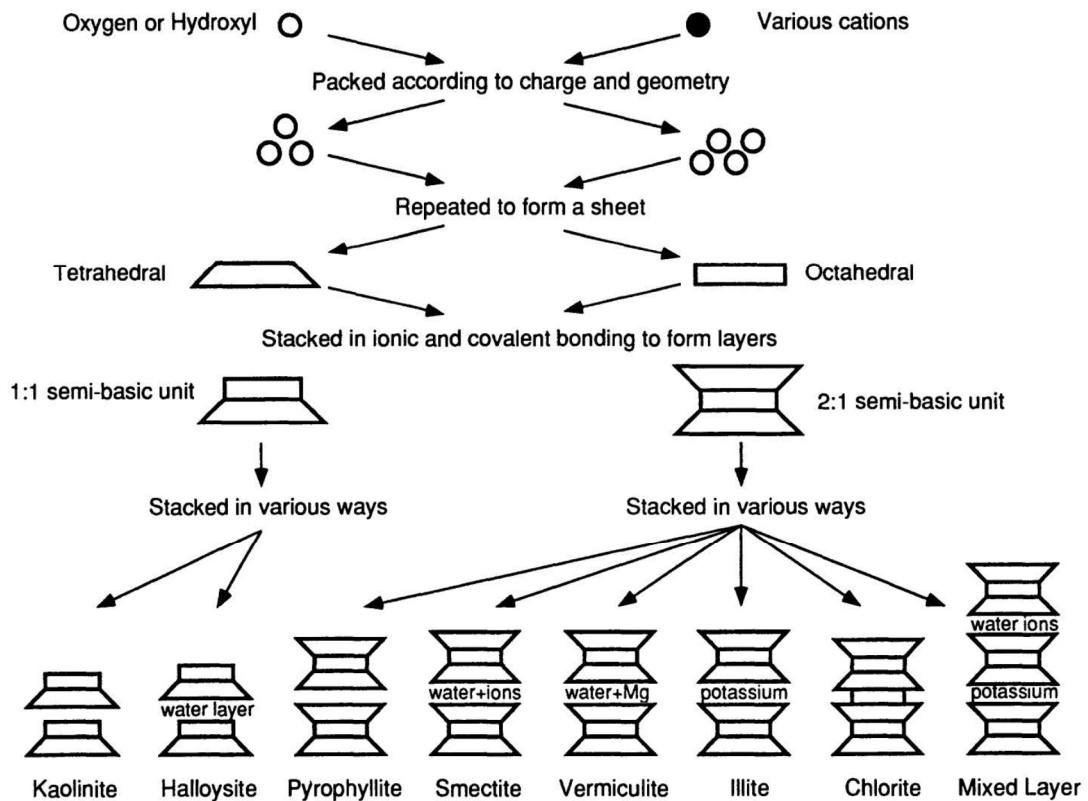 Oxygen or Hydroxyl
Various cations
Packed according to charge and geometry
Repeated to form a sheet
Tetrahedral
Octahedral
Stacked in ionic and covalent bonding to form layers
1:1 semi-basic unit
2:1 semi-basic unit
Stacked in various ways
Stacked in various ways
water ions
water+ions
water+Mg
potassium
potassium
water layer
Kaolinite
Halloysite
Pyrophyllite
Smectite
Vermiculite
Illite
Chlorite
Mixed Layer